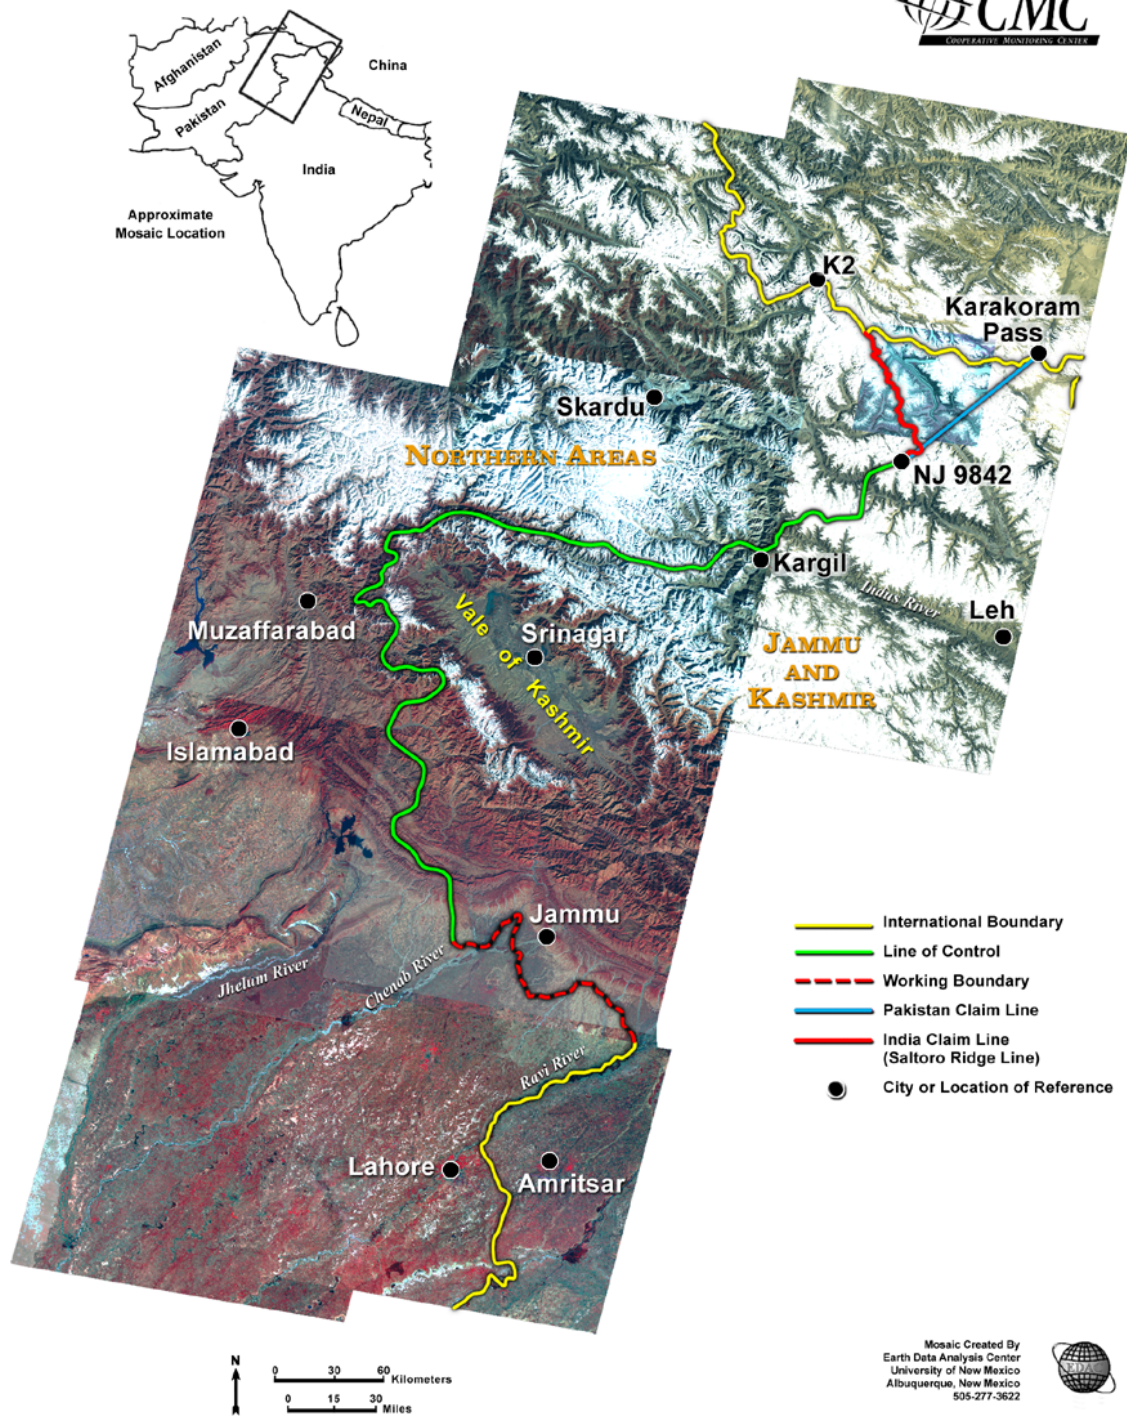 CMC
COOPERATIVE MONITORING CENTER
Afghanistan
China
Pakistan
Nepal
India
Approximate
Mosaic Location
K2
Karakoram
Pass
Skardu
NORTHERN AREAS
NJ 9842
Kargil
Indus River
Leh
Muzaffarabad
Vale of Kashmir
Srinagar
JAMMU
AND
KASHMIR
Islamabad
Jammu
Jhelum River
Chenab River
Ravi River
Lahore
Amritsar
International Boundary
Line of Control
Working Boundary
Pakistan Claim Line
India Claim Line
(Saltoro Ridge Line)
City or Location of Reference
N
0 30 60 Kilometers
0 15 30 Miles
Mosaic Created By
Earth Data Analysis Center
University of New Mexico
Albuquerque, New Mexico
505-277-3622
EDAC